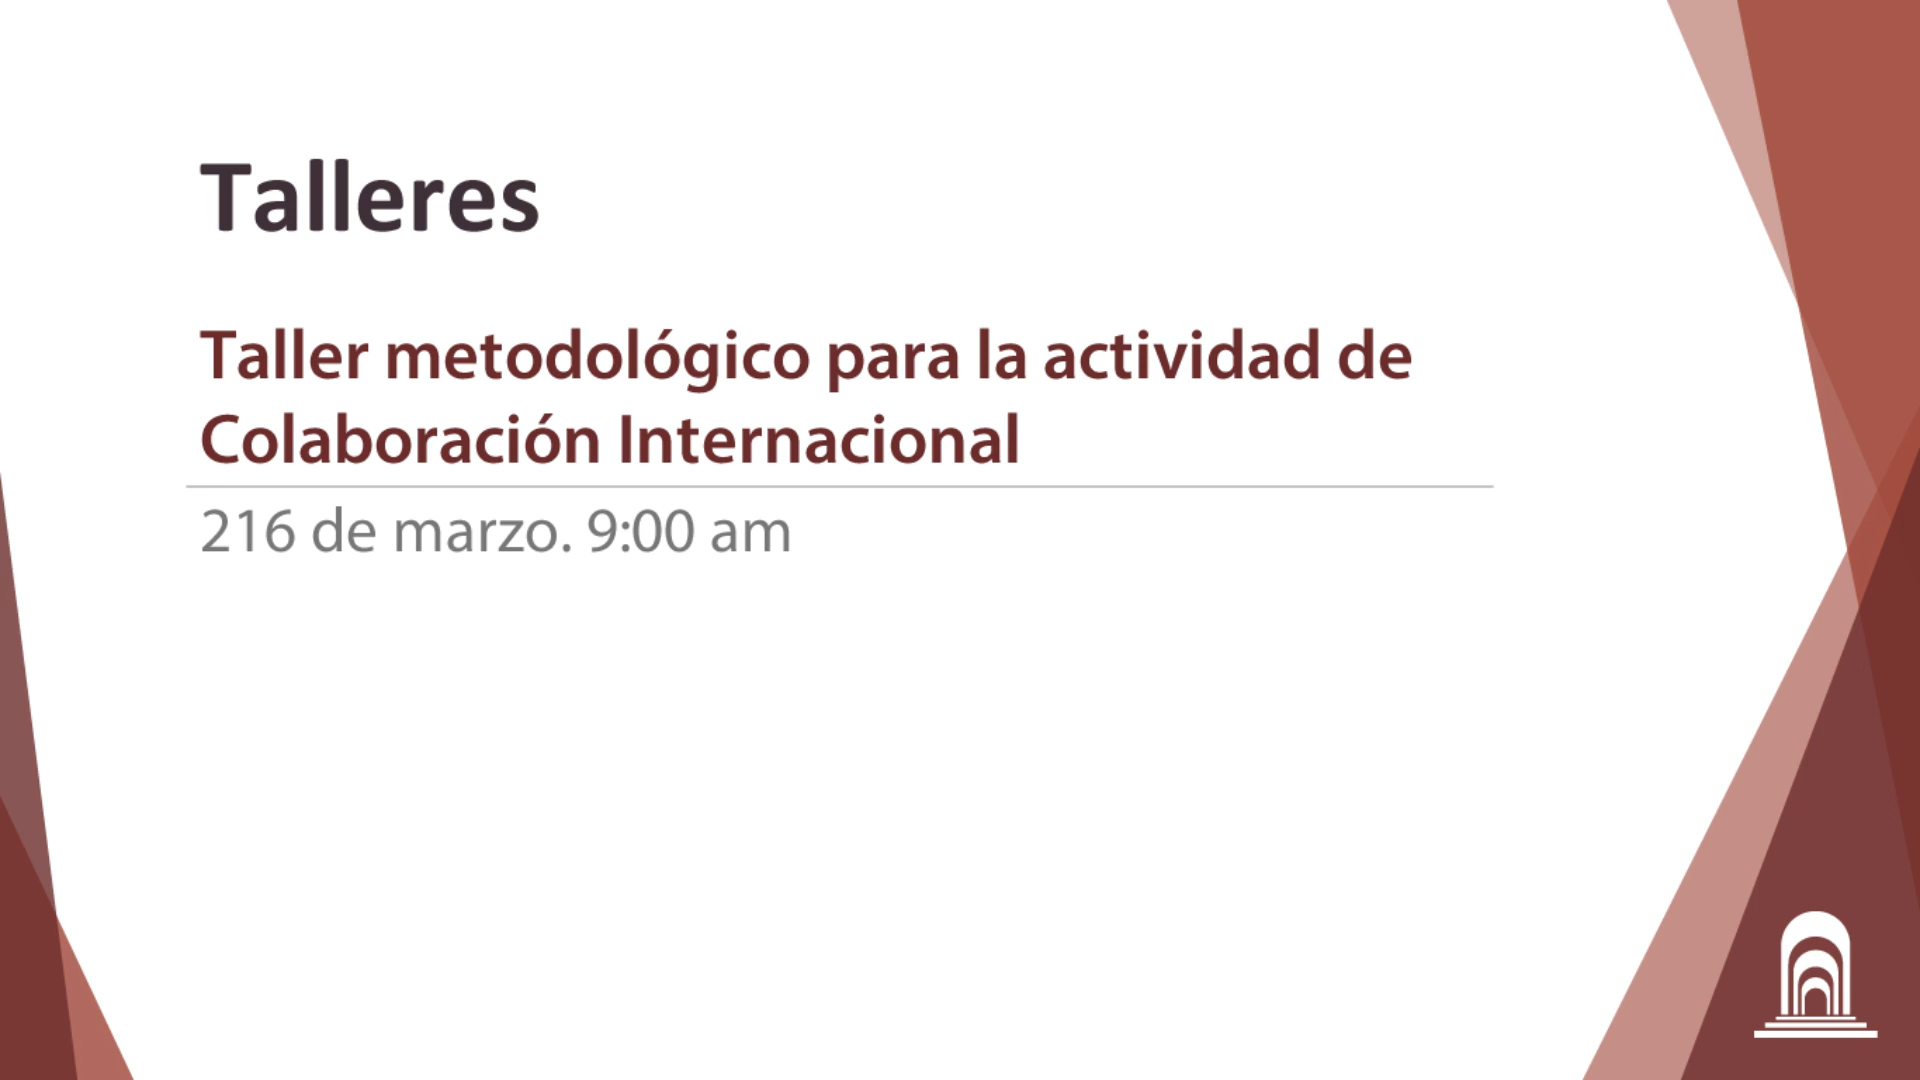 Talleres
Taller metodológico para la actividad de
Colaboración Internacional
216 de marzo. 9:00 am